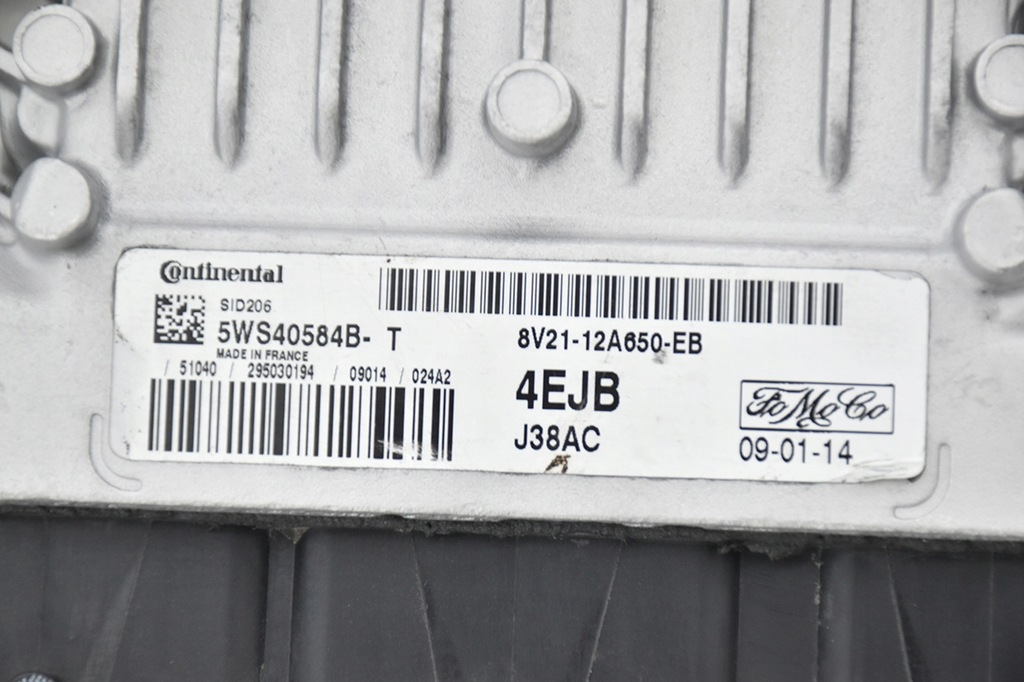 Continental
SID206
5WS40584B- T
MADE IN FRANCE
/ 51040 / 295030194 / 09014 / 024A2
8V21-12A650-EB
4EJB
J38AC
FoMoCo
09-01-14